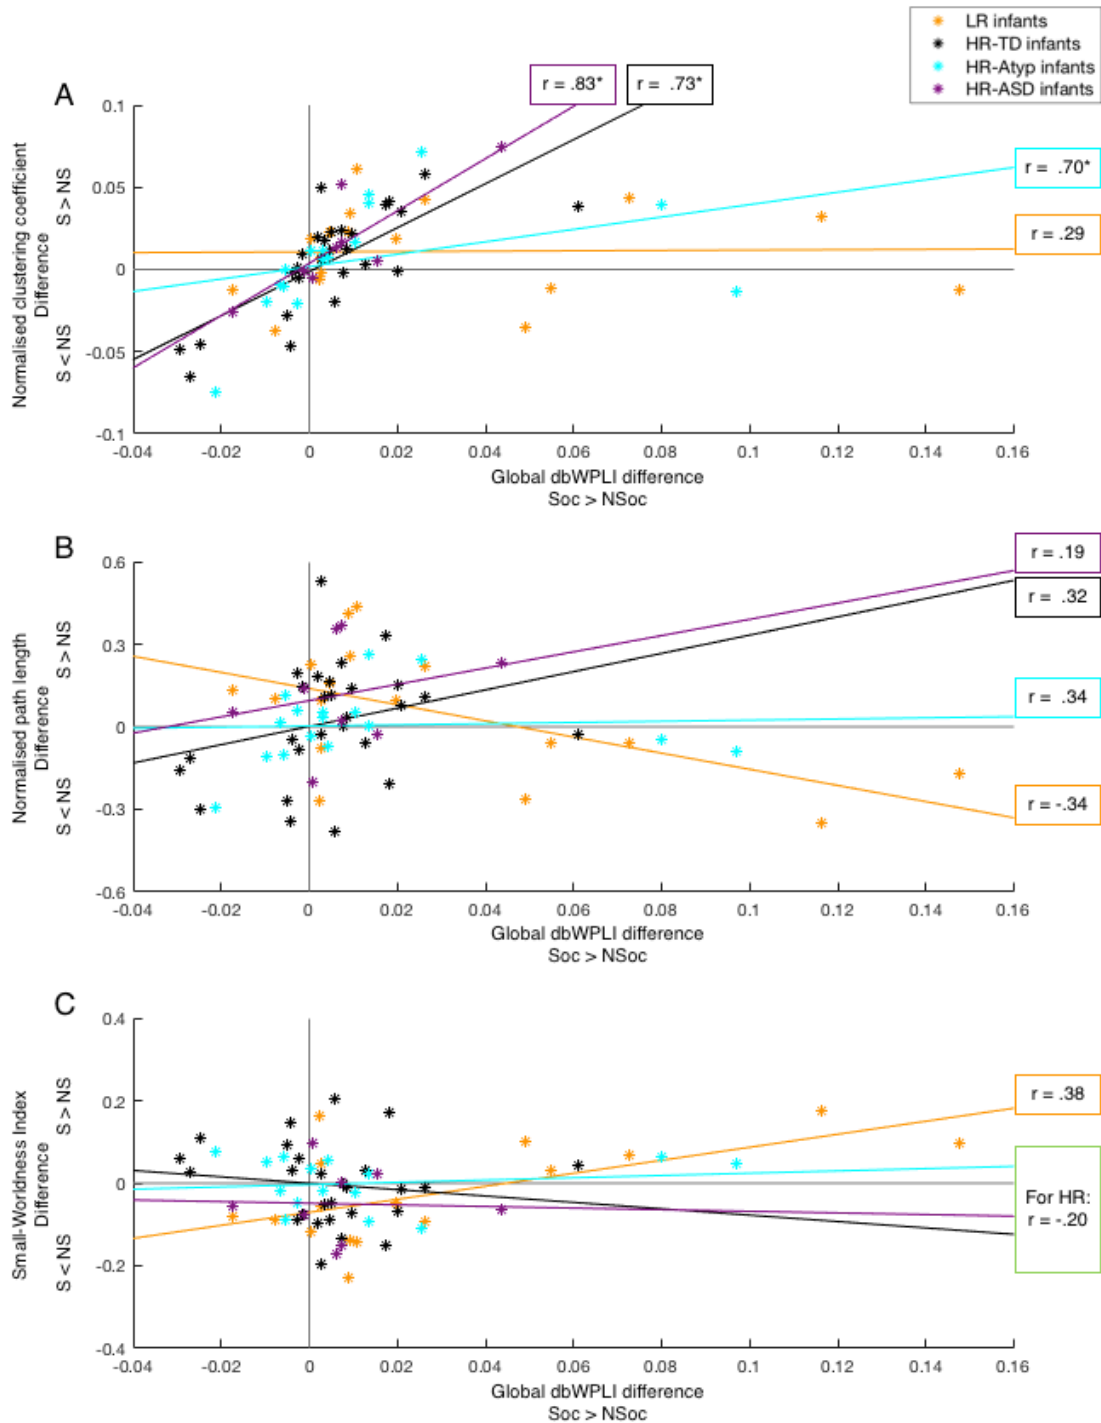 LR infants
HR-TD infants
HR-Atyp infants
HR-ASD infants
A
r = .83*
r = .73*
r = .70*
r = .29
Normalised clustering coefficient
Difference
S < NS
S > NS
0.1
0.05
0
-0.05
-0.1
-0.04
-0.02
0
0.02
0.04
0.06
0.08
0.1
0.12
0.14
0.16
Global dbWPLI difference
Soc > NSoc
B
r = .19
r = .32
r = .34
r = -.34
Normalised path length
Difference
S < NS
S > NS
0.6
0.3
0
-0.3
-0.6
-0.04
-0.02
0
0.02
0.04
0.06
0.08
0.1
0.12
0.14
0.16
Global dbWPLI difference
Soc > NSoc
C
r = .38
For HR:
r = -.20
Small-Worldness Index
Difference
S < NS
S > NS
0.4
0.2
0
-0.2
-0.4
-0.04
-0.02
0
0.02
0.04
0.06
0.08
0.1
0.12
0.14
0.16
Global dbWPLI difference
Soc > NSoc